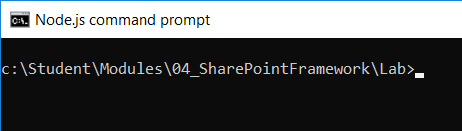 Node.js command prompt
c:\Student\Modules\04_SharePointFramework\Lab>